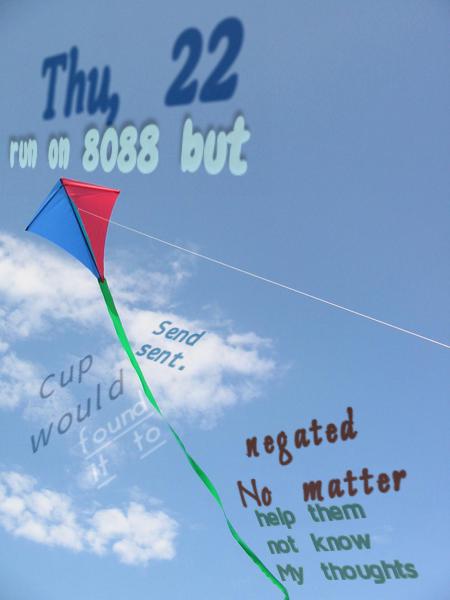 Thu, 22
run on 8088 but
Send
sent.
cup
would
found
it to
negated
No matter
help them
not know
My thoughts